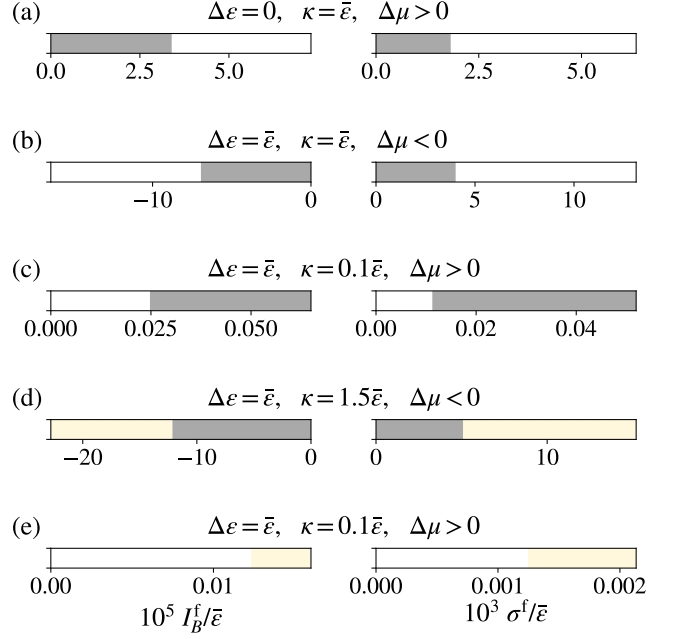 (a) Δε = 0, κ = ε̄, Δμ > 0
0.0 2.5 5.0 0.0 2.5 5.0
(b) Δε = ε̄, κ = ε̄, Δμ < 0
−10 0 0 5 10
(c) Δε = ε̄, κ = 0.1ε̄, Δμ > 0
0.000 0.025 0.050 0.00 0.02 0.04
(d) Δε = ε̄, κ = 1.5ε̄, Δμ < 0
−20 −10 0 0 10
(e) Δε = ε̄, κ = 0.1ε̄, Δμ > 0
0.00 0.01 0.000 0.001 0.002
10⁵ I_B^f/ε̄ 10³ σ^f/ε̄